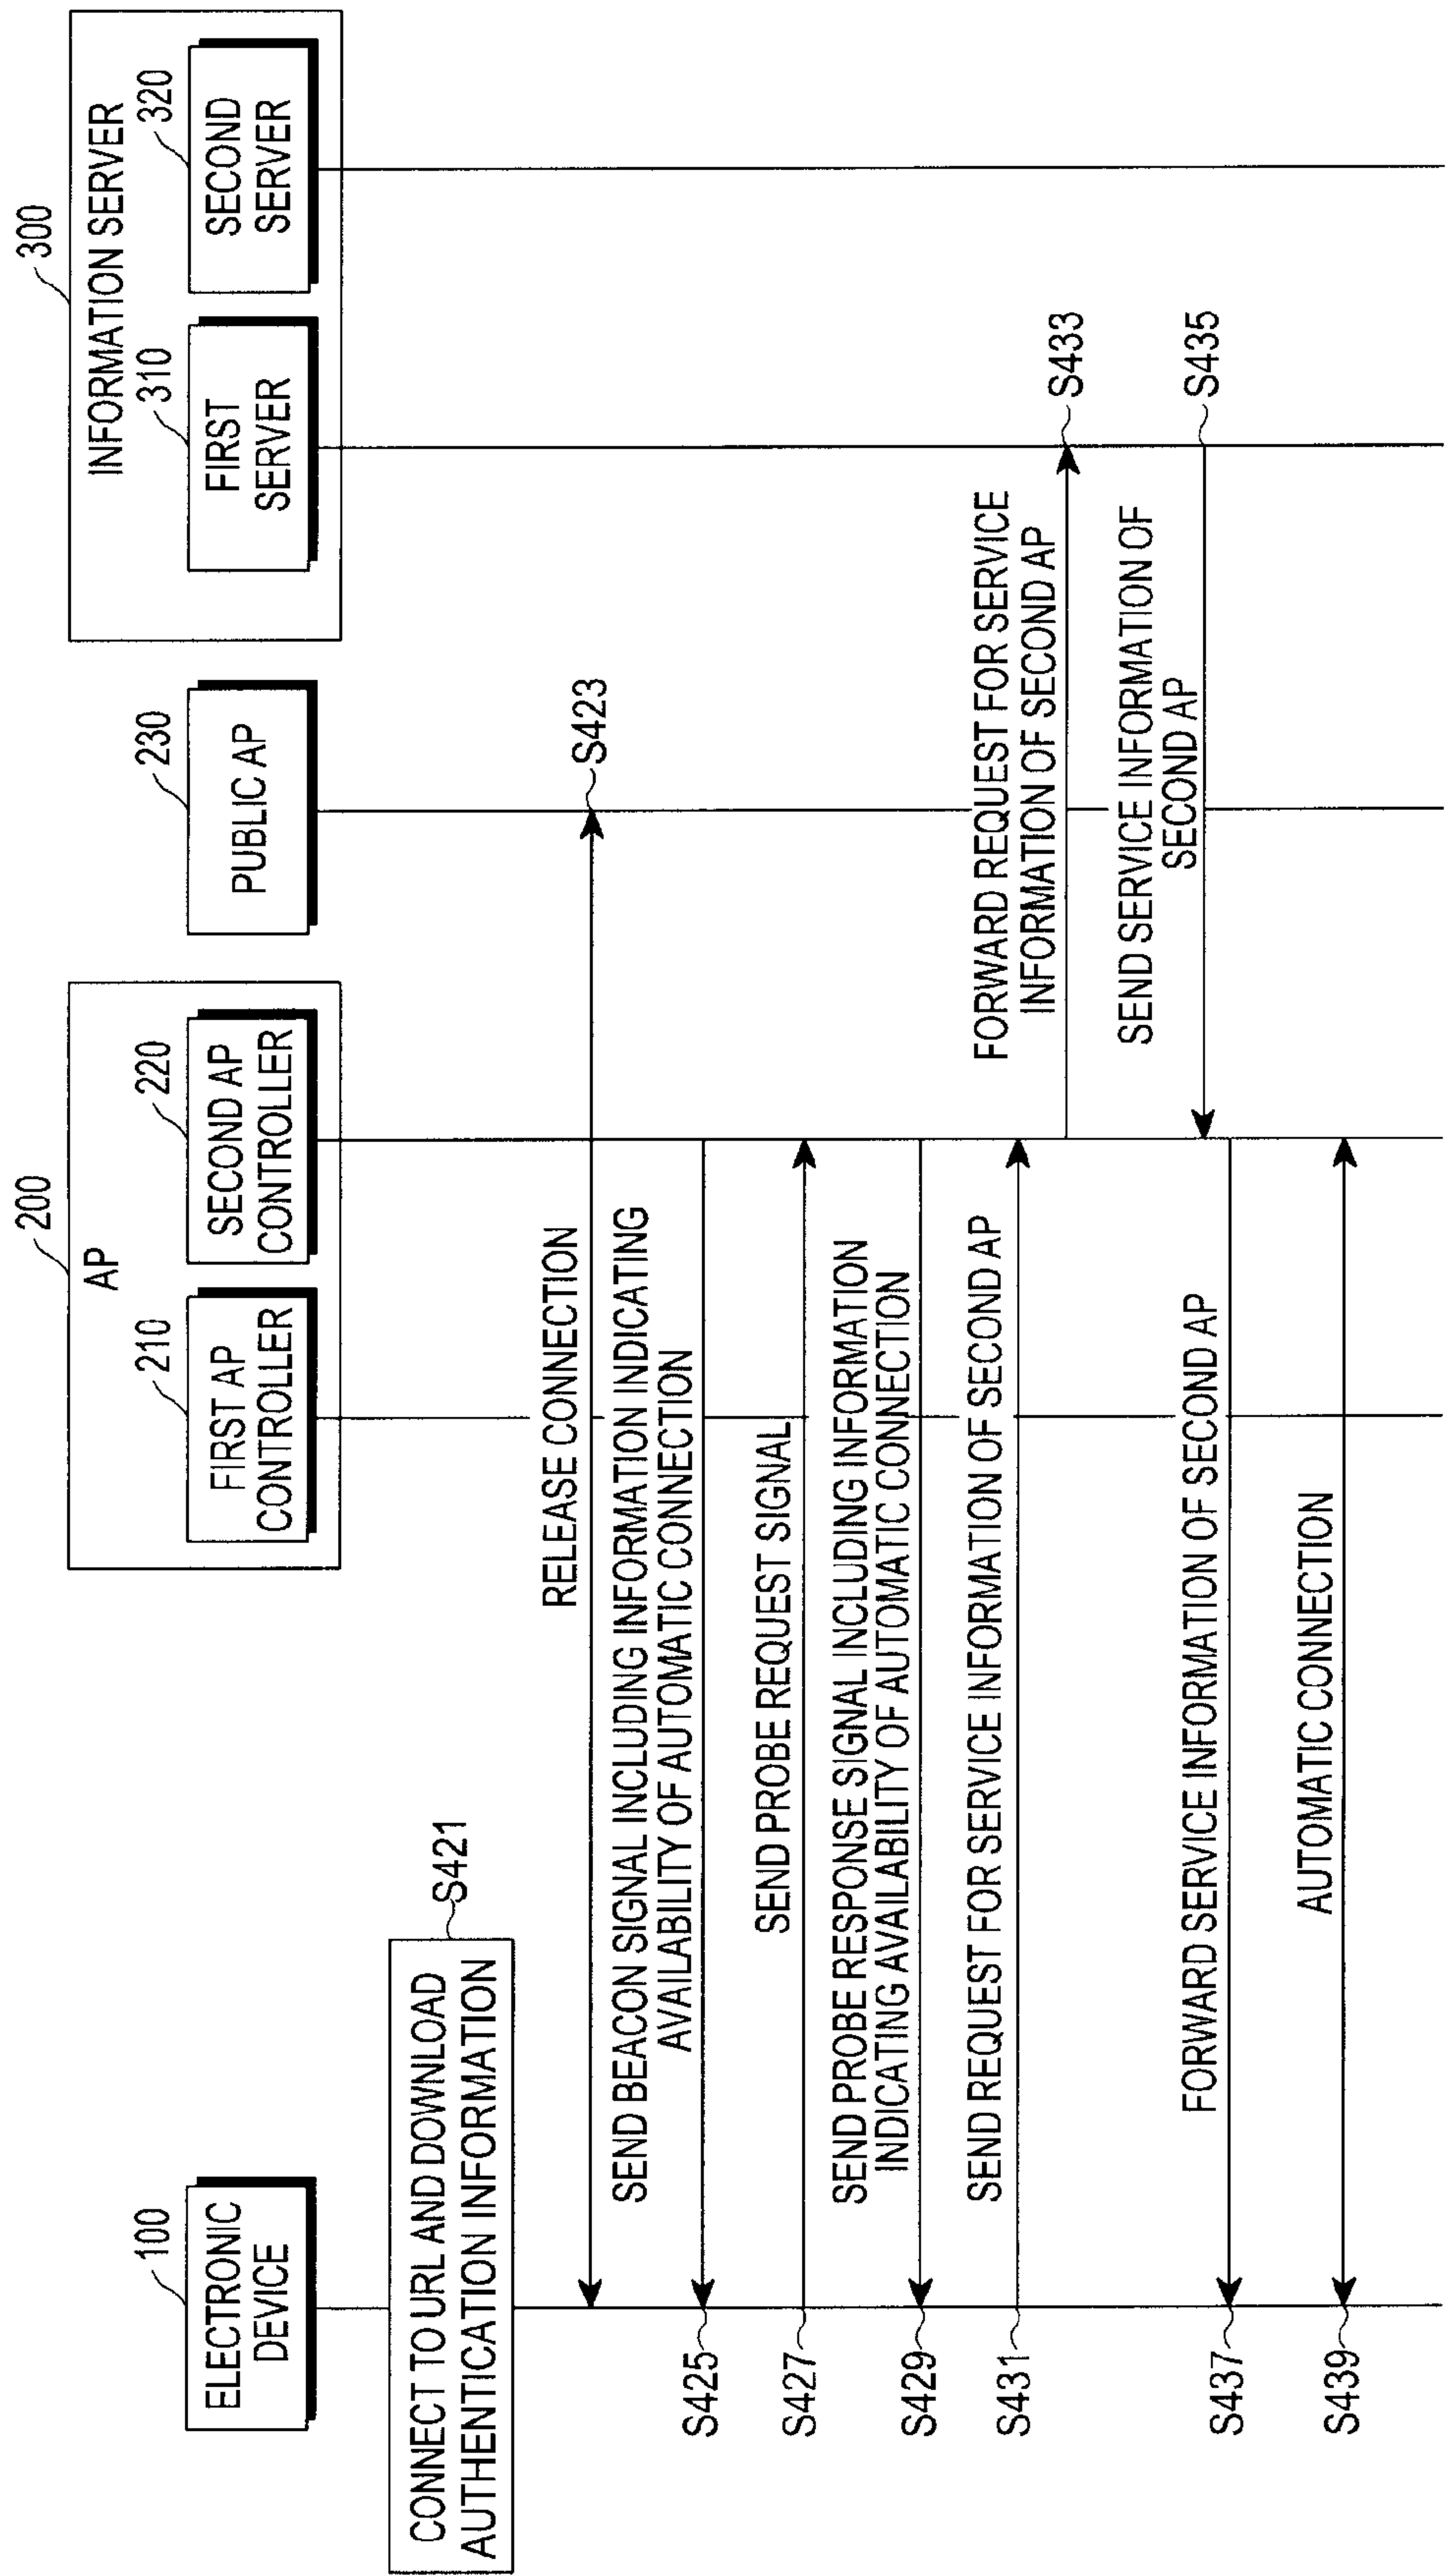 300
INFORMATION SERVER
200
AP
100
ELECTRONIC
DEVICE
210
FIRST AP
CONTROLLER
220
SECOND AP
CONTROLLER
230
PUBLIC AP
310
FIRST
SERVER
320
SECOND
SERVER
CONNECT TO URL AND DOWNLOAD
AUTHENTICATION INFORMATION
S421
RELEASE CONNECTION
S423
SEND BEACON SIGNAL INCLUDING INFORMATION INDICATING
AVAILABILITY OF AUTOMATIC CONNECTION
S425
SEND PROBE REQUEST SIGNAL
S427
SEND PROBE RESPONSE SIGNAL INCLUDING INFORMATION
INDICATING AVAILABILITY OF AUTOMATIC CONNECTION
S429
SEND REQUEST FOR SERVICE INFORMATION OF SECOND AP
S431
FORWARD REQUEST FOR SERVICE
INFORMATION OF SECOND AP
S433
SEND SERVICE INFORMATION OF
SECOND AP
S435
FORWARD SERVICE INFORMATION OF SECOND AP
S437
AUTOMATIC CONNECTION
S439